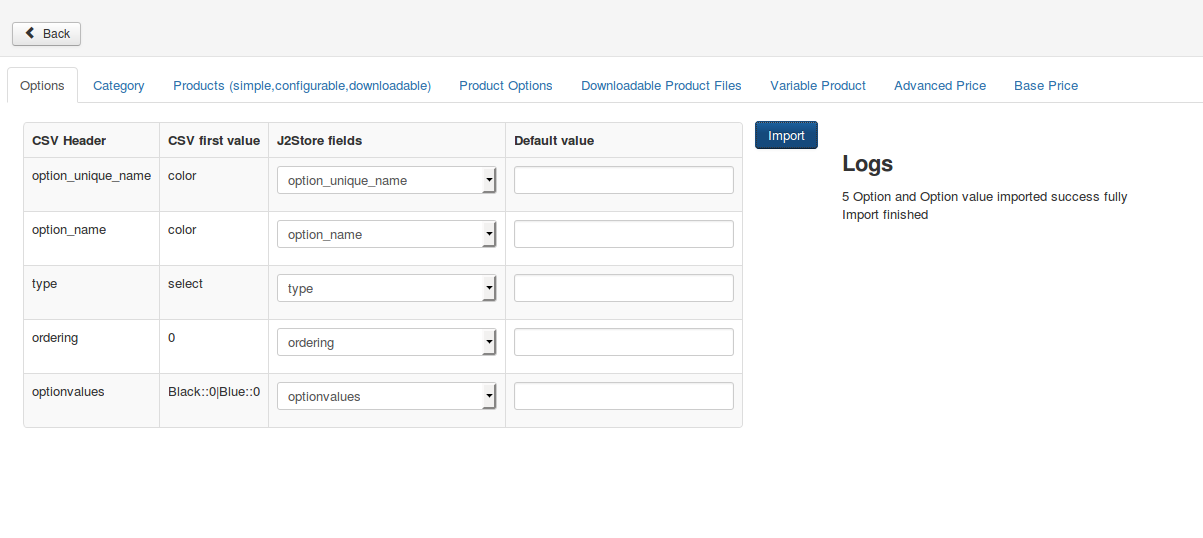 Back
Options Category Products (simple,configurable,downloadable) Product Options Downloadable Product Files Variable Product Advanced Price Base Price
CSV Header CSV first value J2Store fields Default value
option_unique_name color option_unique_name
option_name color option_name
type select type
ordering 0 ordering
optionvalues Black::0|Blue::0 optionvalues
Import
Logs
5 Option and Option value imported success fully
Import finished